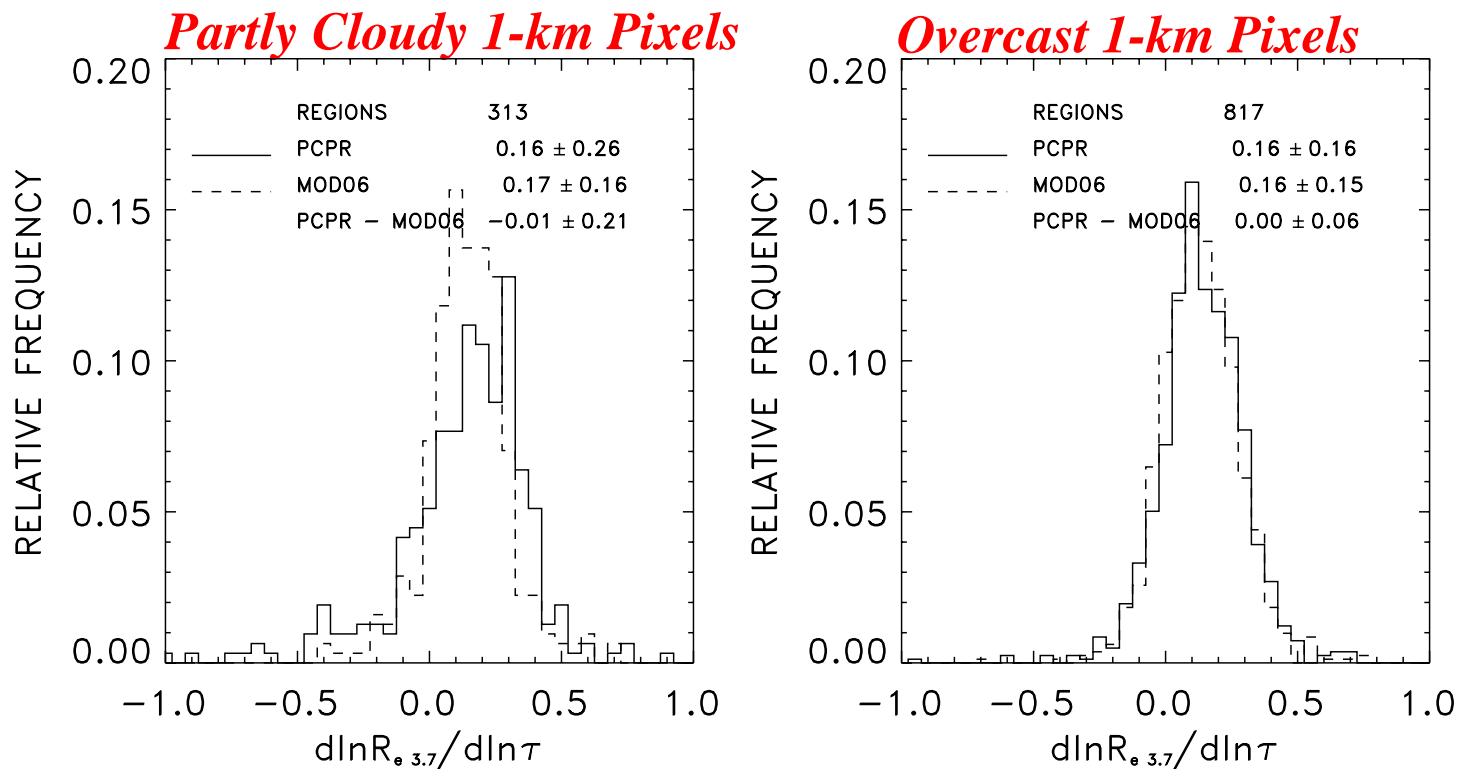 Partly Cloudy 1-km Pixels
RELATIVE FREQUENCY
0.20
0.15
0.10
0.05
0.00
REGIONS 313
PCPR 0.16 ± 0.26
MOD06 0.17 ± 0.16
PCPR − MOD06 −0.01 ± 0.21
−1.0 −0.5 0.0 0.5 1.0
dlnRe 3.7/dlnτ
Overcast 1-km Pixels
RELATIVE FREQUENCY
0.20
0.15
0.10
0.05
0.00
REGIONS 817
PCPR 0.16 ± 0.16
MOD06 0.16 ± 0.15
PCPR − MOD06 0.00 ± 0.06
−1.0 −0.5 0.0 0.5 1.0
dlnRe 3.7/dlnτ